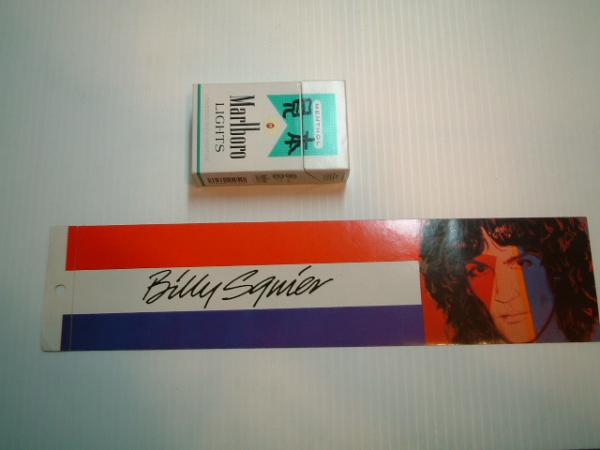 MENTHOL
見本
Marlboro
LIGHTS
Billy Squier